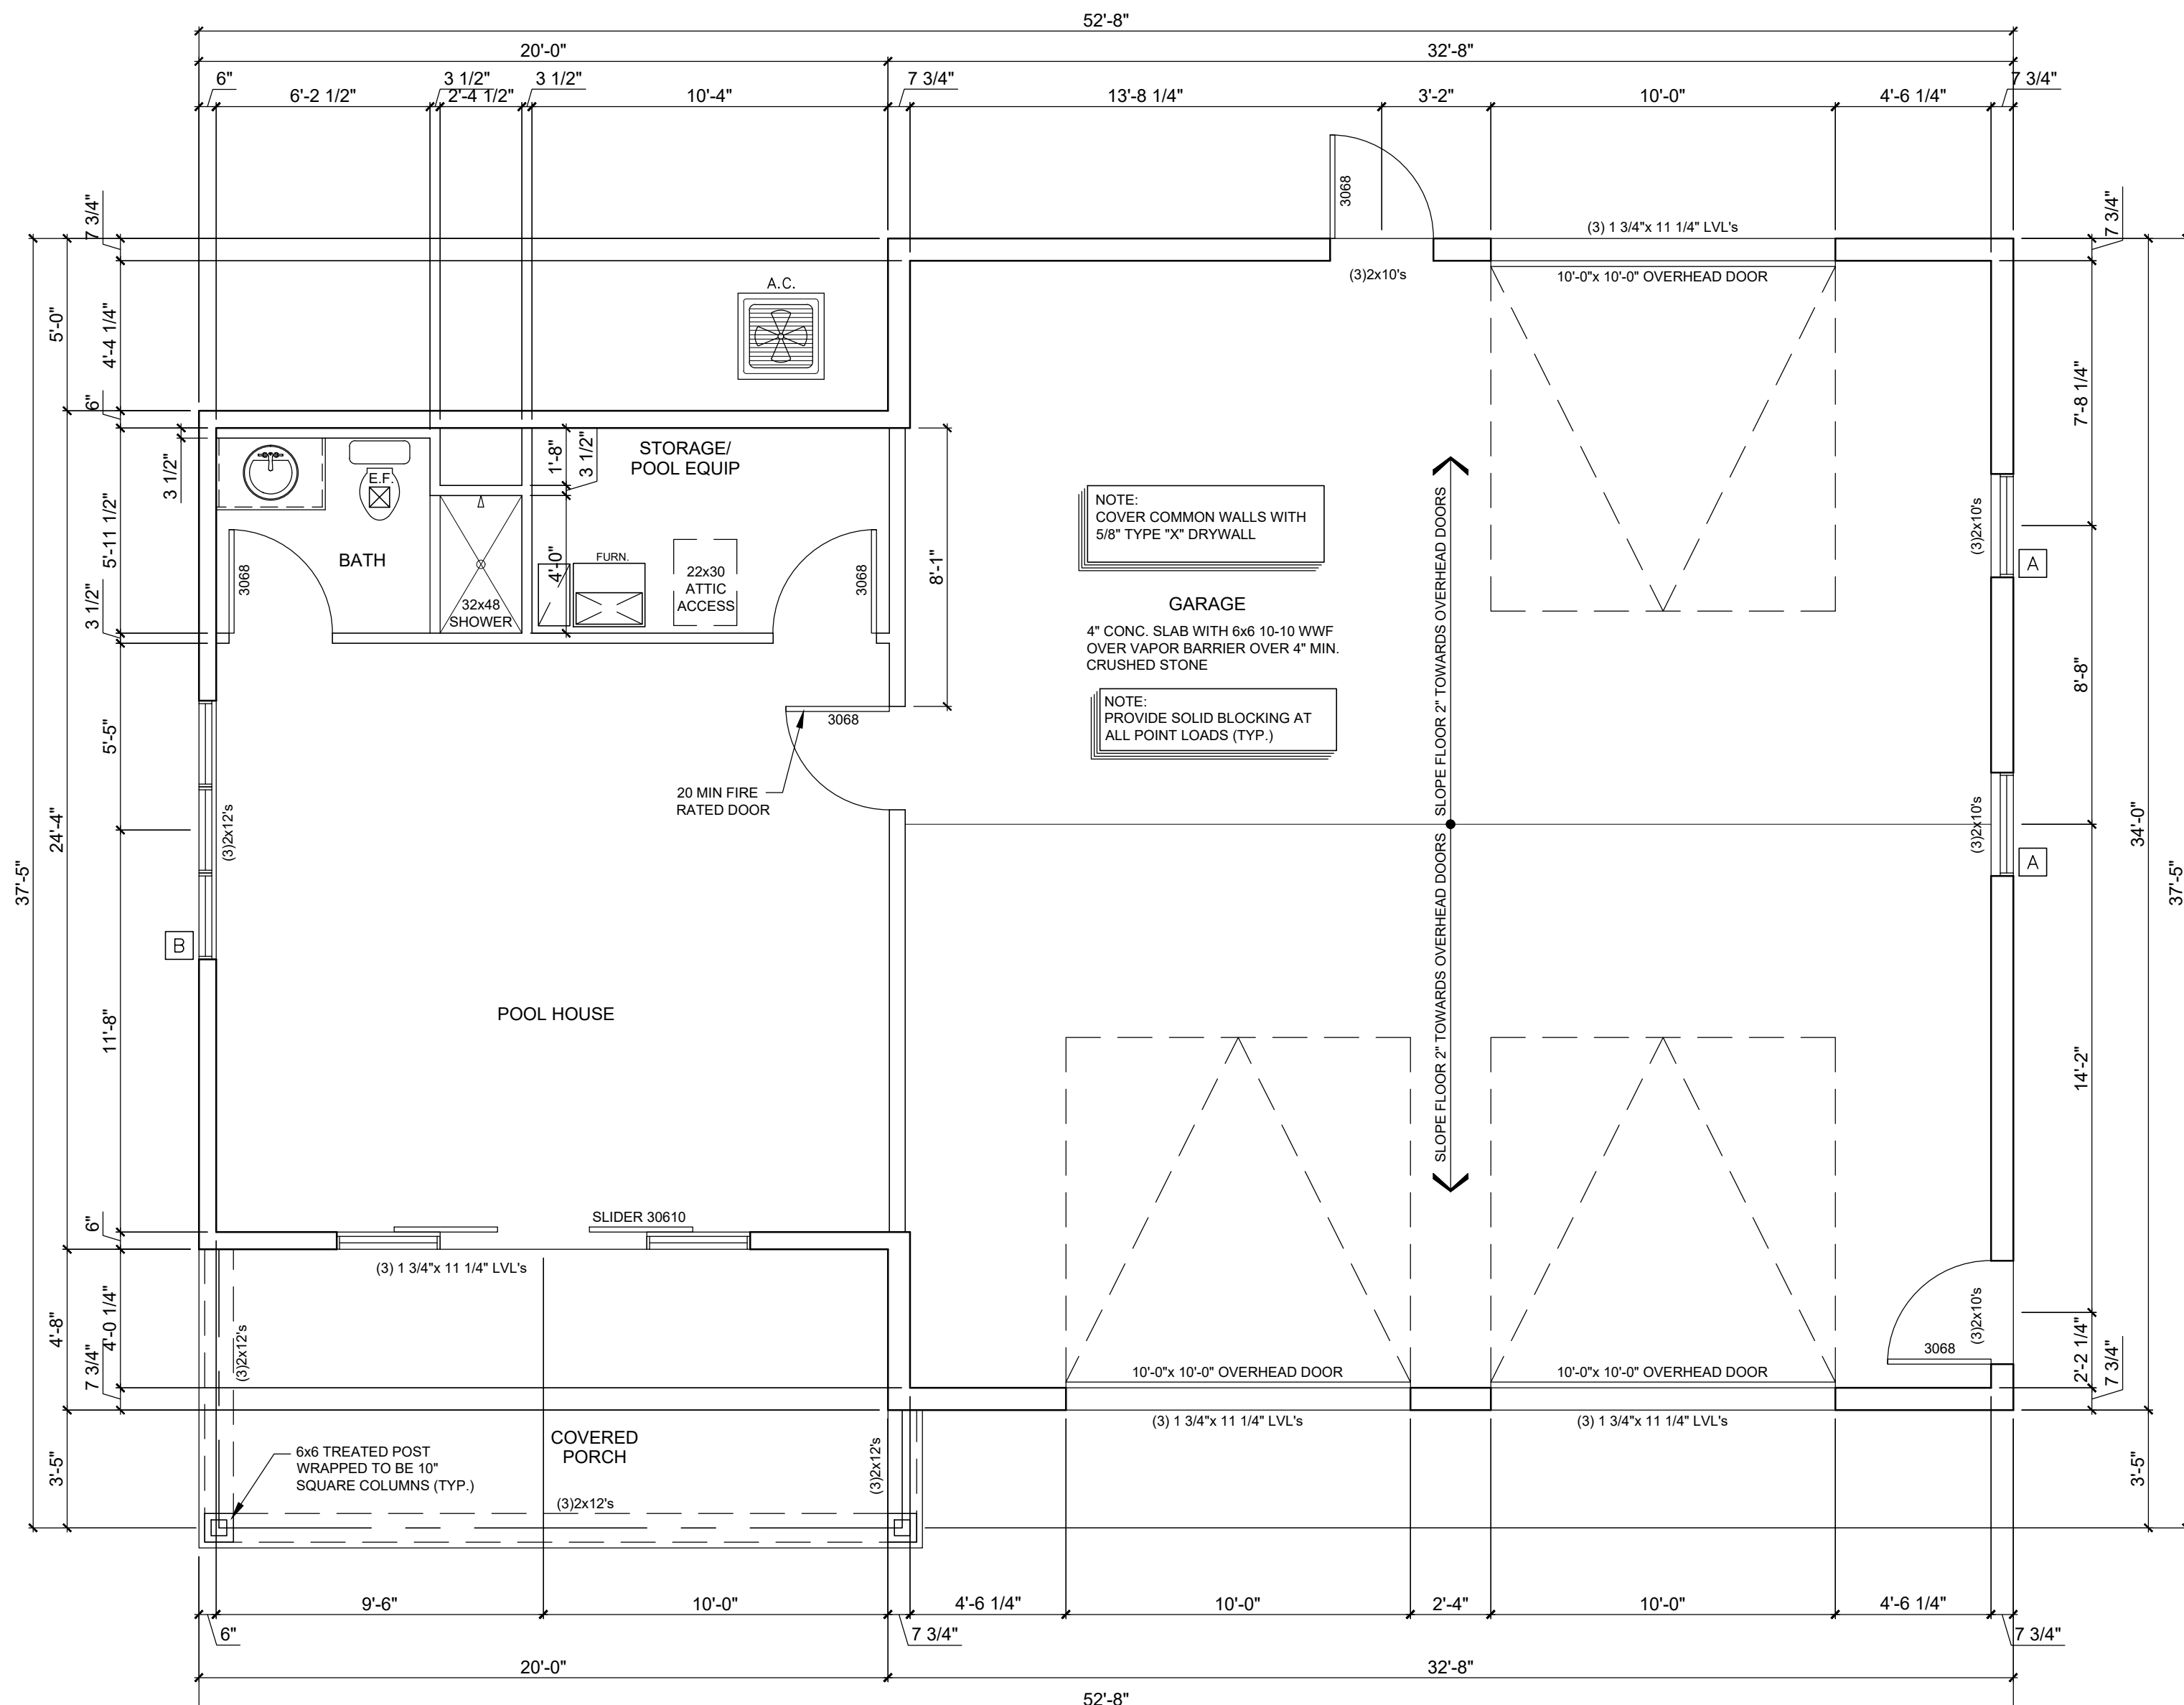 52'-8"
20'-0"
32'-8"
6"
6'-2 1/2"
3 1/2"
2'-4 1/2"
3 1/2"
10'-4"
7 3/4"
13'-8 1/4"
3'-2"
10'-0"
4'-6 1/4"
7 3/4"
3068
(3) 1 3/4"x 11 1/4" LVL's
10'-0"x 10'-0" OVERHEAD DOOR
(3)2x10's
A.C.
7 3/4"
5'-0"
4'-4 1/4"
6"
3 1/2"
5'-11 1/2"
3 1/2"
5'-5"
24'-4"
37'-5"
11'-8"
6"
4'-8"
4'-0 1/4"
7 3/4"
3'-5"
E.F.
BATH
3068
32x48
SHOWER
1'-8"
3 1/2"
4'-0"
STORAGE/
POOL EQUIP
FURN.
22x30
ATTIC
ACCESS
3068
8'-1"
3068
20 MIN FIRE
RATED DOOR
(3)2x12's
B
POOL HOUSE
SLIDER 30610
(3) 1 3/4"x 11 1/4" LVL's
(3)2x12's
6x6 TREATED POST
WRAPPED TO BE 10"
SQUARE COLUMNS (TYP.)
COVERED
PORCH
(3)2x12's
(3)2x12's
NOTE:
COVER COMMON WALLS WITH
5/8" TYPE "X" DRYWALL
GARAGE
4" CONC. SLAB WITH 6x6 10-10 WWF
OVER VAPOR BARRIER OVER 4" MIN.
CRUSHED STONE
NOTE:
PROVIDE SOLID BLOCKING AT
ALL POINT LOADS (TYP.)
SLOPE FLOOR 2" TOWARDS OVERHEAD DOORS
SLOPE FLOOR 2" TOWARDS OVERHEAD DOORS
(3)2x10's
A
(3)2x10's
A
(3)2x10's
3068
10'-0"x 10'-0" OVERHEAD DOOR
10'-0"x 10'-0" OVERHEAD DOOR
(3) 1 3/4"x 11 1/4" LVL's
(3) 1 3/4"x 11 1/4" LVL's
7 3/4"
7'-8 1/4"
8'-8"
34'-0"
37'-5"
14'-2"
2'-2 1/4"
7 3/4"
3'-5"
9'-6"
10'-0"
4'-6 1/4"
10'-0"
2'-4"
10'-0"
4'-6 1/4"
6"
7 3/4"
7 3/4"
20'-0"
32'-8"
52'-8"